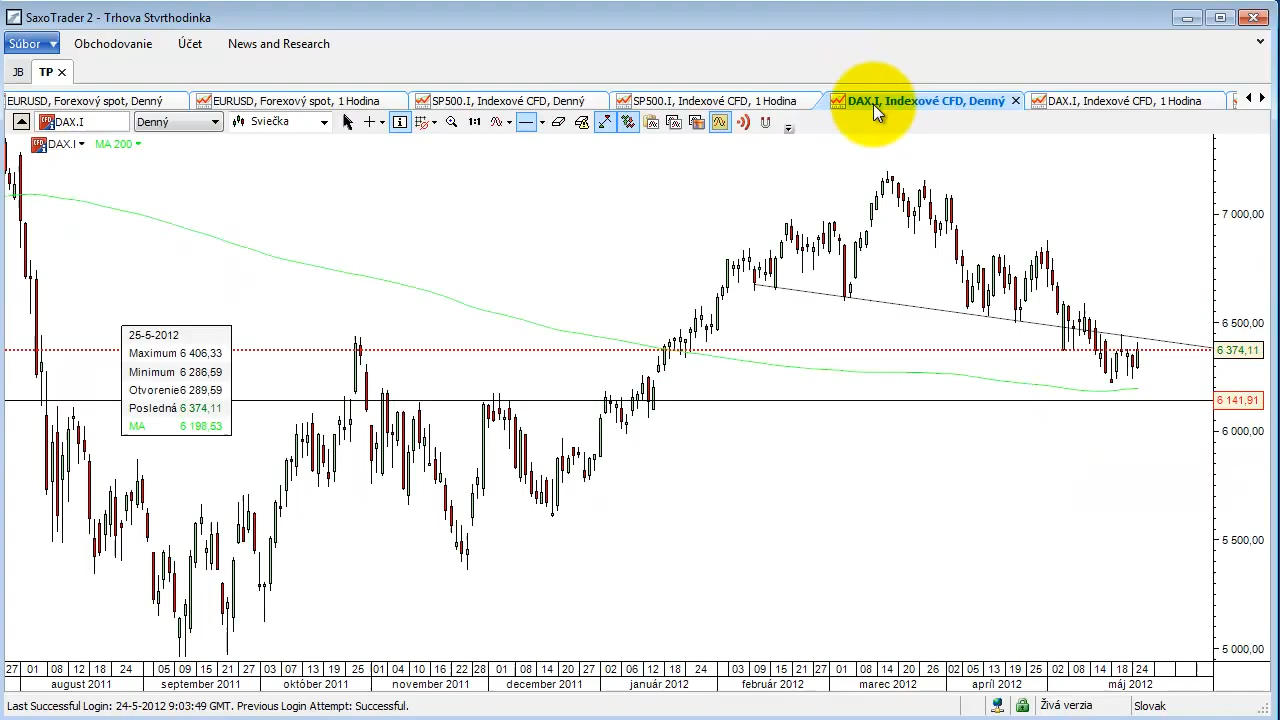 SaxoTrader 2 - Trhova Stvrthodinka
Súbor Obchodovanie Účet News and Research
JB TP
EURUSD, Forexový spot, Denný EURUSD, Forexový spot, 1 Hodina SP500.I, Indexové CFD, Denný SP500.I, Indexové CFD, 1 Hodina DAX.I, Indexové CFD, Denný DAX.I, Indexové CFD, 1 Hodina
CFD DAX.I Denný Sviečka 1:1
CFD DAX.I MA 200
7 000,00
6 500,00
6 374,11
6 141,91
6 000,00
5 500,00
5 000,00
25-5-2012
Maximum 6 406,33
Minimum 6 286,59
Otvorenie 6 289,59
Posledná 6 374,11
MA 6 198,53
27 01 08 12 18 24 05 09 15 21 27 03 07 13 19 25 01 04 10 16 22 28 02 08 14 20 27 02 06 12 18 24 03 09 15 21 27 01 08 14 20 26 02 05 13 19 25 02 08 14 18 24
august 2011 september 2011 október 2011 november 2011 december 2011 január 2012 február 2012 marec 2012 apríl 2012 máj 2012
Last Successful Login: 24-5-2012 9:03:49 GMT. Previous Login Attempt: Successful. Živá verzia Slovak